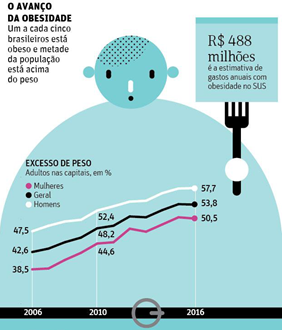 O AVANÇO
DA OBESIDADE
Um a cada cinco
brasileiros está
obeso e metade
da população
está acima
do peso
R$ 488
milhões
é a estimativa de
gastos anuais com
obesidade no SUS
EXCESSO DE PESO
Adultos nas capitais, em %
Mulheres
Geral
Homens
57,7
52,4
53,8
47,5
48,2
50,5
42,6
44,6
38,5
2006
2010
2016